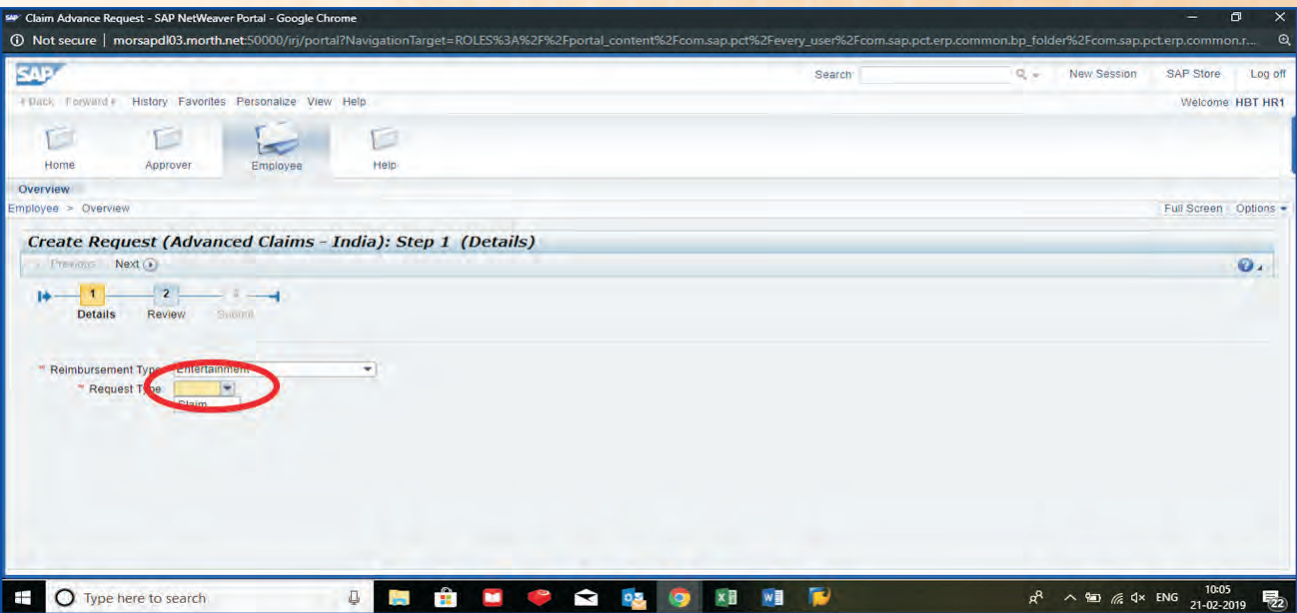 Claim Advance Request - SAP NetWeaver Portal - Google Chrome
Not secure | morsapdl03.morth.net:50000/irj/portal?NavigationTarget=ROLES%3A%2F%2Fportal_content%2Fcom.sap.pct%2Fevery_user%2Fcom.sap.pct.erp.common.bp_folder%2Fcom.sap.pct.erp.common.r...
SAP Search: New Session SAP Store Log off
Back Forward History Favorites Personalize View Help Welcome HBT HR1
Home Approver Employee Help
Overview
Employee > Overview Full Screen Options
Create Request (Advanced Claims - India): Step 1 (Details)
Previous Next
1 2 3
Details Review Submit
* Reimbursement Type Entertainment
* Request Type
Claim
Type here to search ENG 10:05
21-02-2019 22